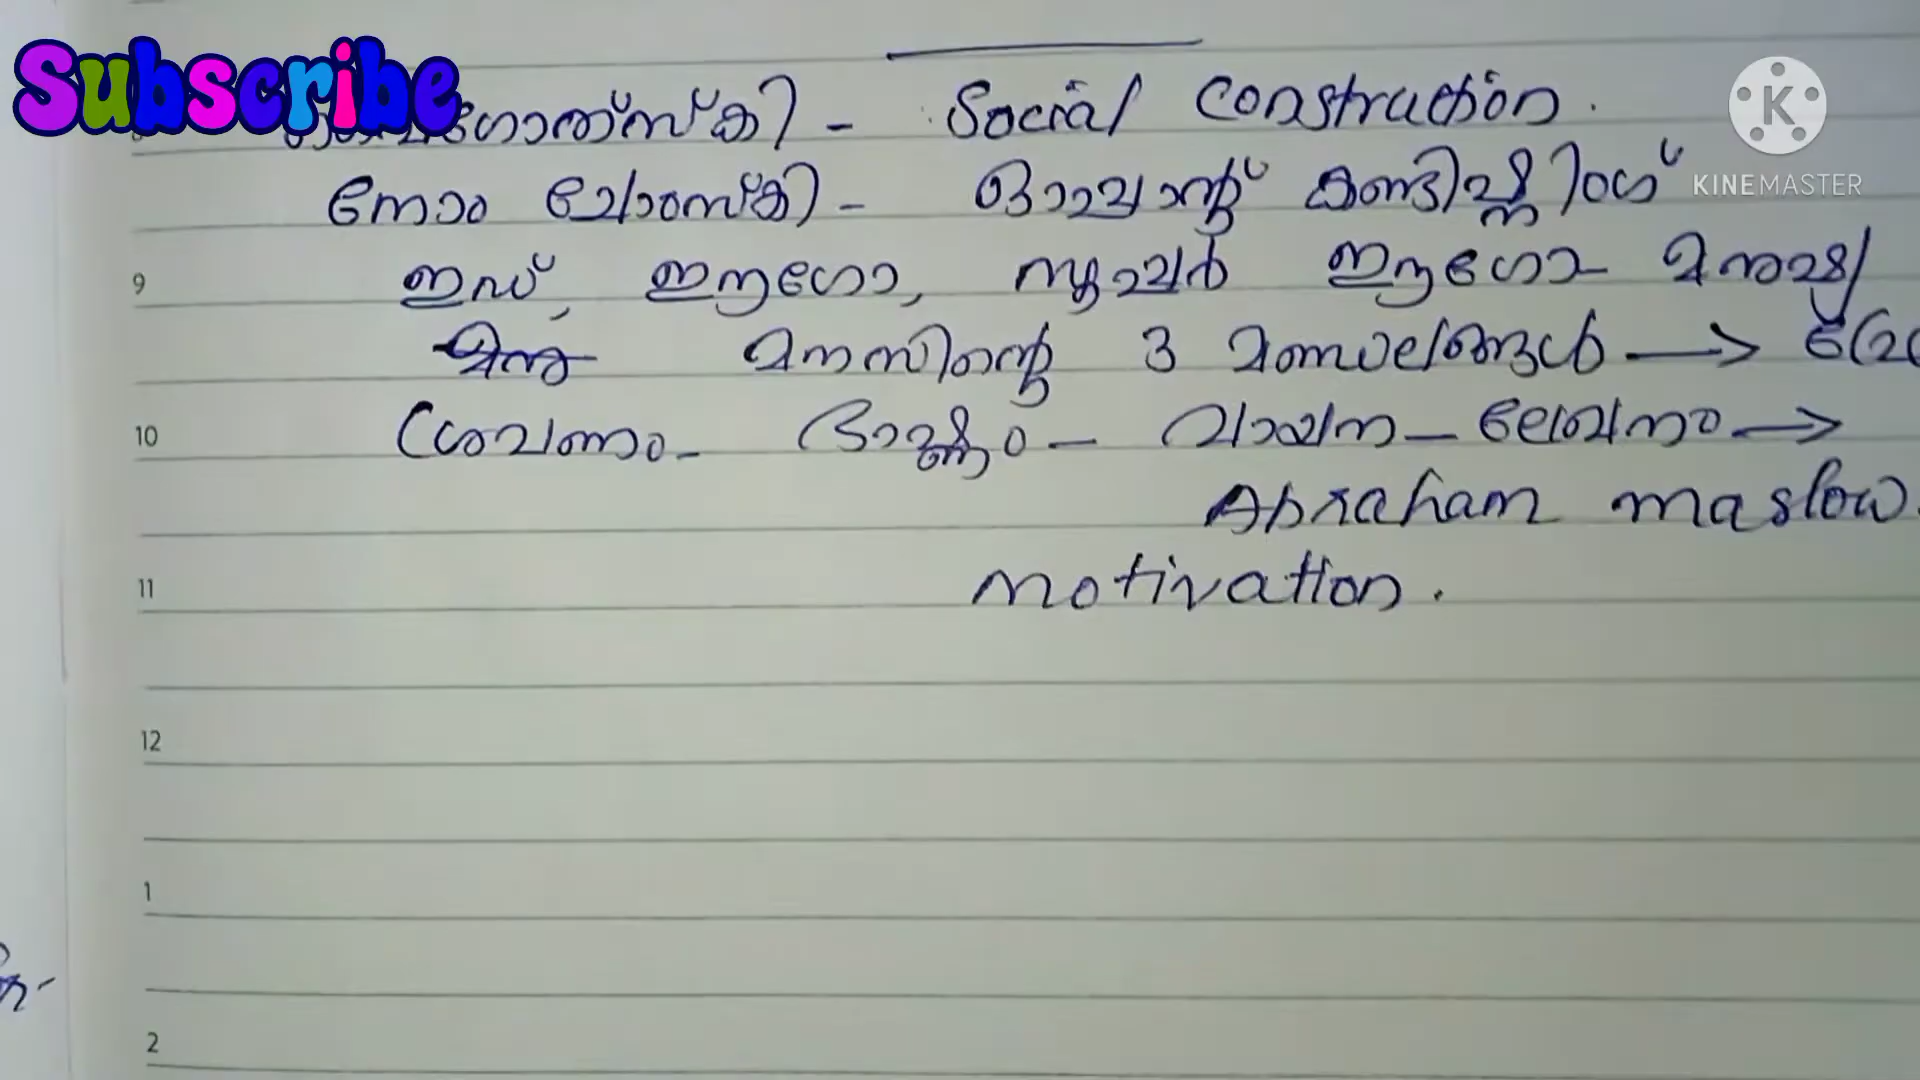 Subscribe
ഗോത്സ്കി - Social Construction.
KINEMASTER
നോം ചോംസ്കി - ഓപ്പറന്റ് കണ്ടീഷ്നിംഗ്
9
ഇഡ്, ഈഗോ, സൂപ്പർ ഈഗോ - മനുഷ്യ
മനസിന്റെ 3 മണ്ഡലങ്ങൾ →
10
ശ്രവണം - ഭാഷണം - വായന - ലേഖനം →
Abraham maslow.
11
motivation.
12
1
2